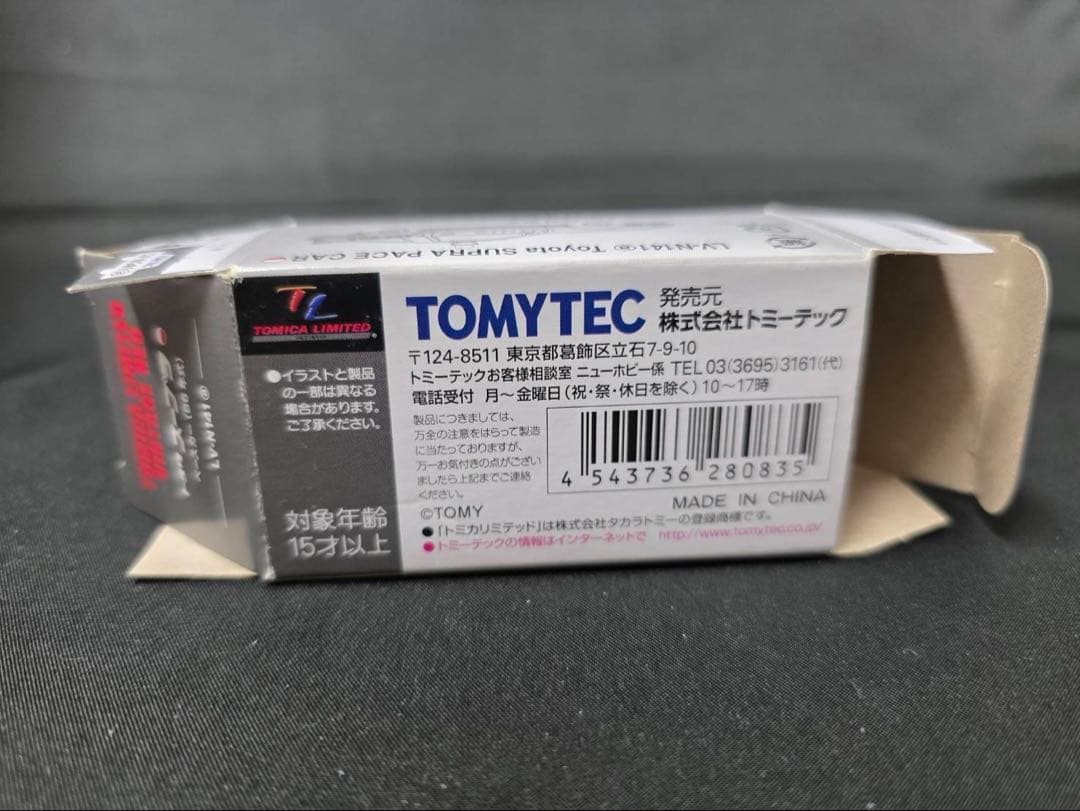 LV-N141ⓐ Toyota SUPRA PACE CAR
TL
TOMICA LIMITED
●イラストと製品
の一部は異なる
場合があります。
ご了承ください。
対象年齢
15才以上
TOMYTEC
発売元
株式会社トミーテック
〒124-8511 東京都葛飾区立石7-9-10
トミーテックお客様相談室 ニューホビー係 TEL 03(3695)3161(代)
電話受付 月〜金曜日(祝・祭・休日を除く)10〜17時
製品につきましては、
万全の注意をはらって製造
に当たっておりますが、
万一お気付きの点がござい
ましたら上記までご連絡
ください。
4 543736 280835
©TOMY
MADE IN CHINA
●「トミカリミテッド」は株式会社タカラトミーの登録商標です。
●トミーテックの情報はインターネットで http://www.tomytec.co.jp/